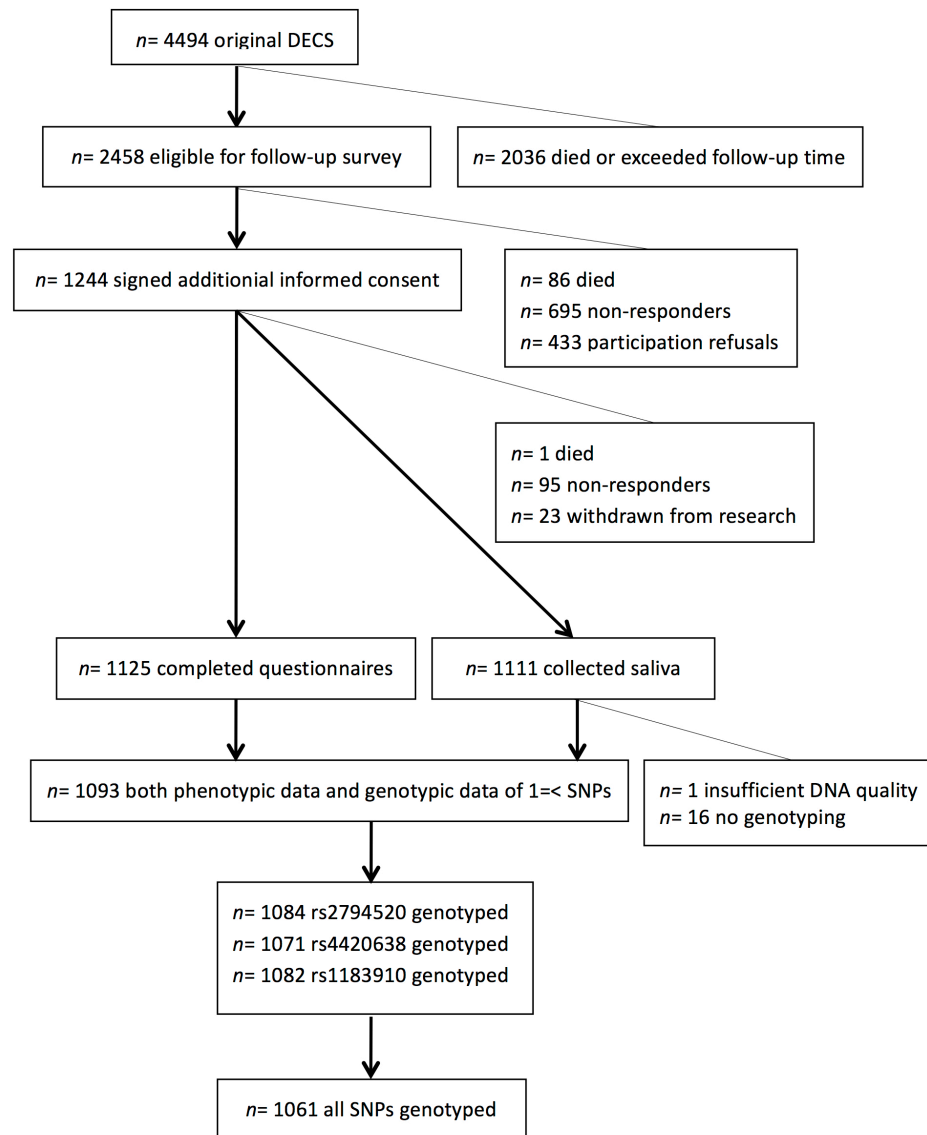 n= 4494 original DECS
n= 2458 eligible for follow-up survey
n= 2036 died or exceeded follow-up time
n= 1244 signed additionial informed consent
n= 86 died
n= 695 non-responders
n= 433 participation refusals
n= 1 died
n= 95 non-responders
n= 23 withdrawn from research
n= 1125 completed questionnaires
n= 1111 collected saliva
n= 1093 both phenotypic data and genotypic data of 1=< SNPs
n= 1 insufficient DNA quality
n= 16 no genotyping
n= 1084 rs2794520 genotyped
n= 1071 rs4420638 genotyped
n= 1082 rs1183910 genotyped
n= 1061 all SNPs genotyped